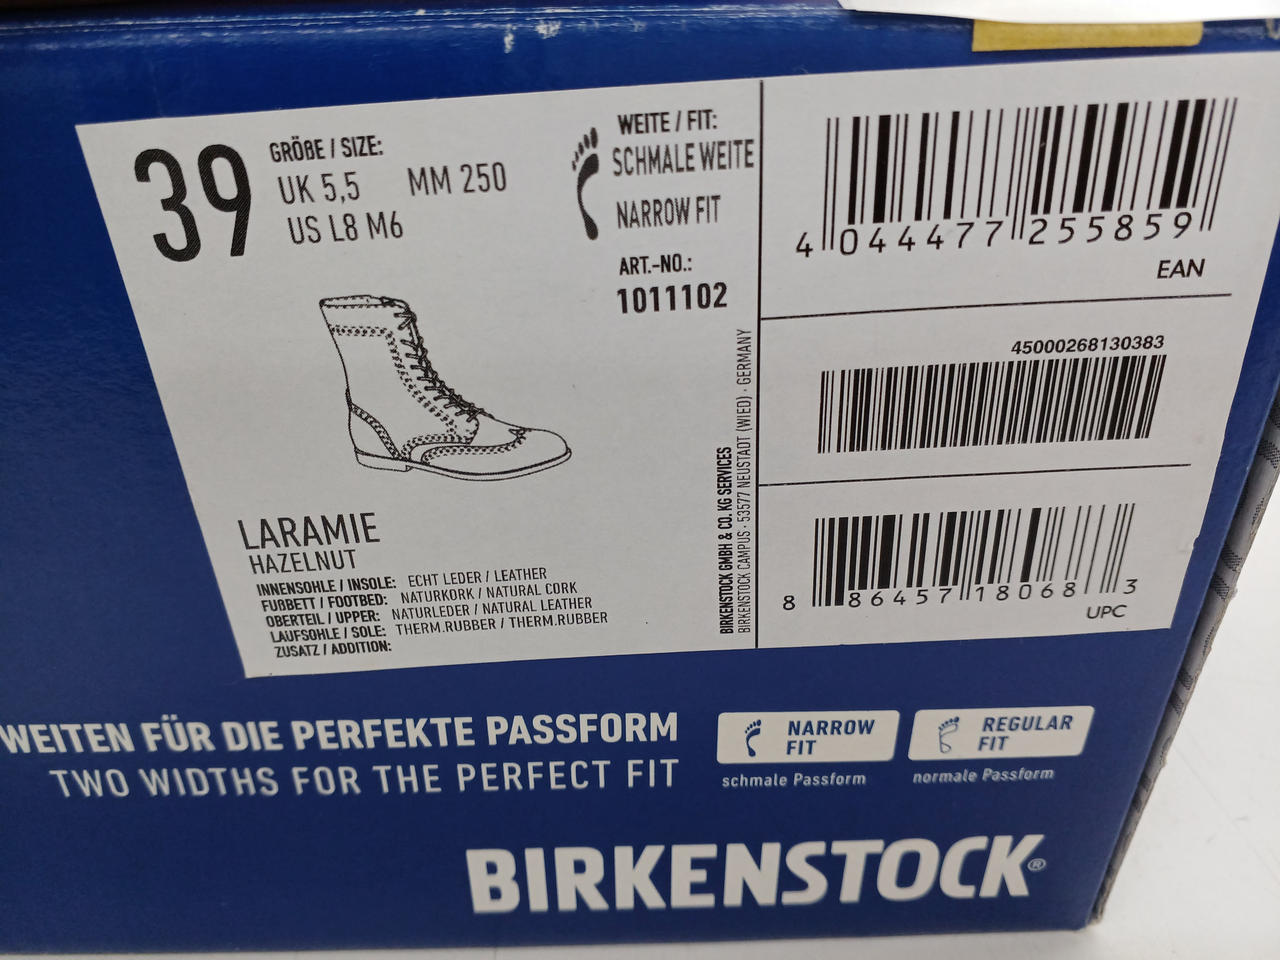 39
GRÖßE / SIZE:
UK 5,5 MM 250
US L8 M6
WEITE / FIT:
SCHMALE WEITE
NARROW FIT
ART.-NO.:
1011102
LARAMIE
HAZELNUT
INNENSOHLE / INSOLE: ECHT LEDER / LEATHER
FUßBETT / FOOTBED: NATURKORK / NATURAL CORK
OBERTEIL / UPPER: NATURLEDER / NATURAL LEATHER
LAUFSOHLE / SOLE: THERM.RUBBER / THERM.RUBBER
ZUSATZ / ADDITION:
BIRKENSTOCK GMBH & CO. KG SERVICES
BIRKENSTOCK CAMPUS · 53577 NEUSTADT (WIED) · GERMANY
4 044477 255859
EAN
45000268130383
8 86457 18068 3
UPC
WEITEN FÜR DIE PERFEKTE PASSFORM
TWO WIDTHS FOR THE PERFECT FIT
NARROW
FIT
schmale Passform
REGULAR
FIT
normale Passform
BIRKENSTOCK®